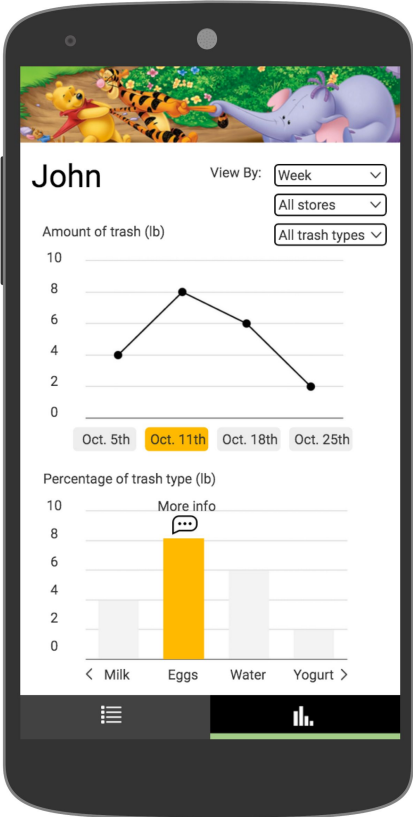 John
View By:
Week
All stores
All trash types
Amount of trash (lb)
10
8
6
4
2
0
Oct. 5th Oct. 11th Oct. 18th Oct. 25th
Percentage of trash type (lb)
10
More info
8
6
4
2
0
Milk Eggs Water Yogurt